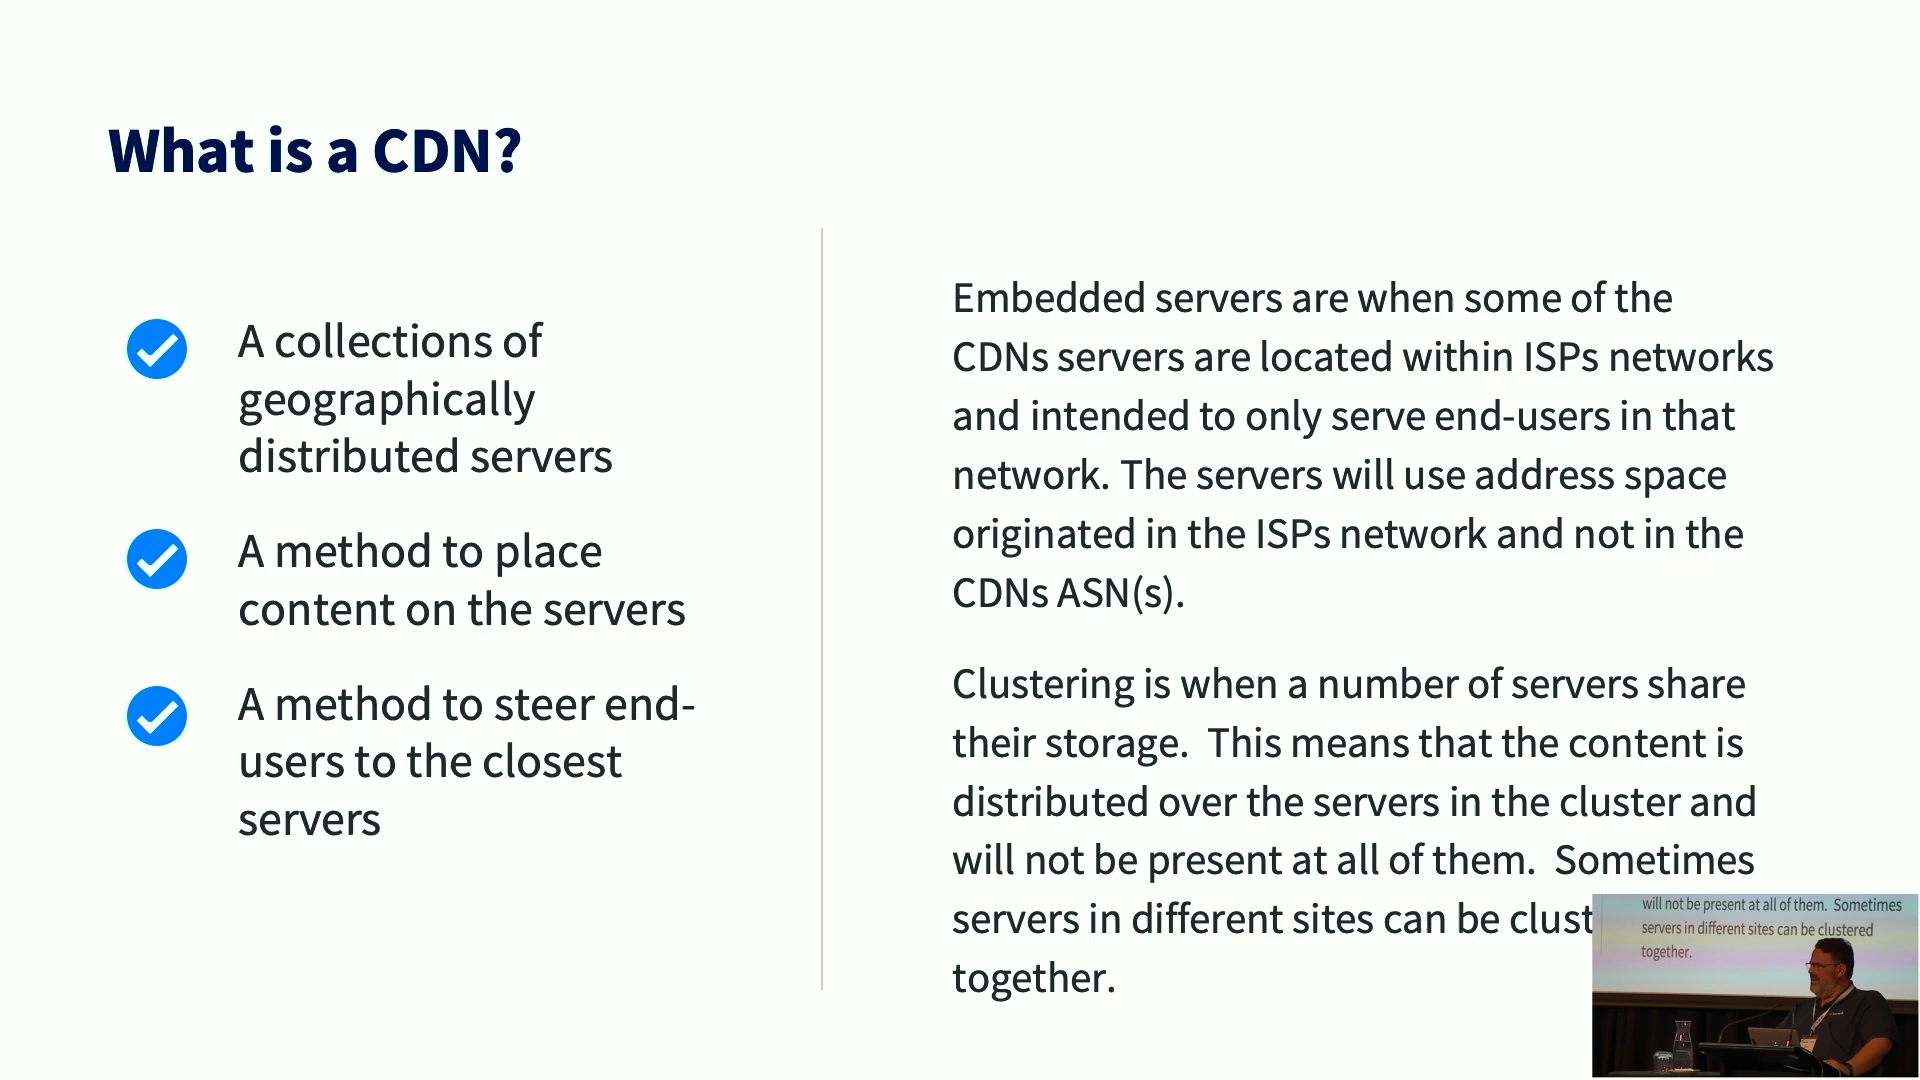 What is a CDN?
A collections of
geographically
distributed servers
A method to place
content on the servers
A method to steer end-
users to the closest
servers
Embedded servers are when some of the
CDNs servers are located within ISPs networks
and intended to only serve end-users in that
network. The servers will use address space
originated in the ISPs network and not in the
CDNs ASN(s).
Clustering is when a number of servers share
their storage.  This means that the content is
distributed over the servers in the cluster and
will not be present at all of them.  Sometimes
servers in different sites can be clust
together.
will not be present at all of them.  Sometimes
servers in different sites can be clustered
together.